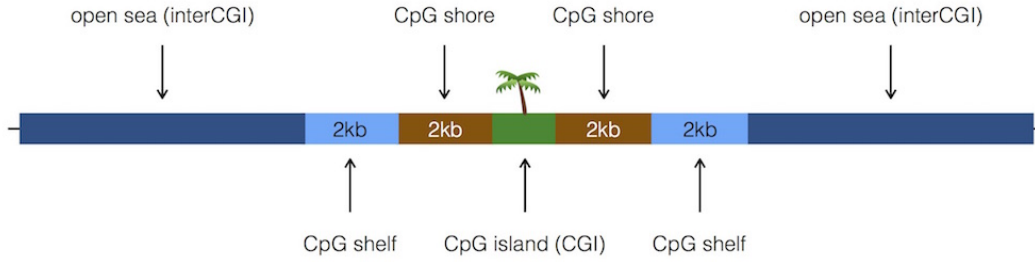 open sea (interCGI) CpG shore CpG shore open sea (interCGI)
2kb 2kb 2kb 2kb
CpG shelf CpG island (CGI) CpG shelf